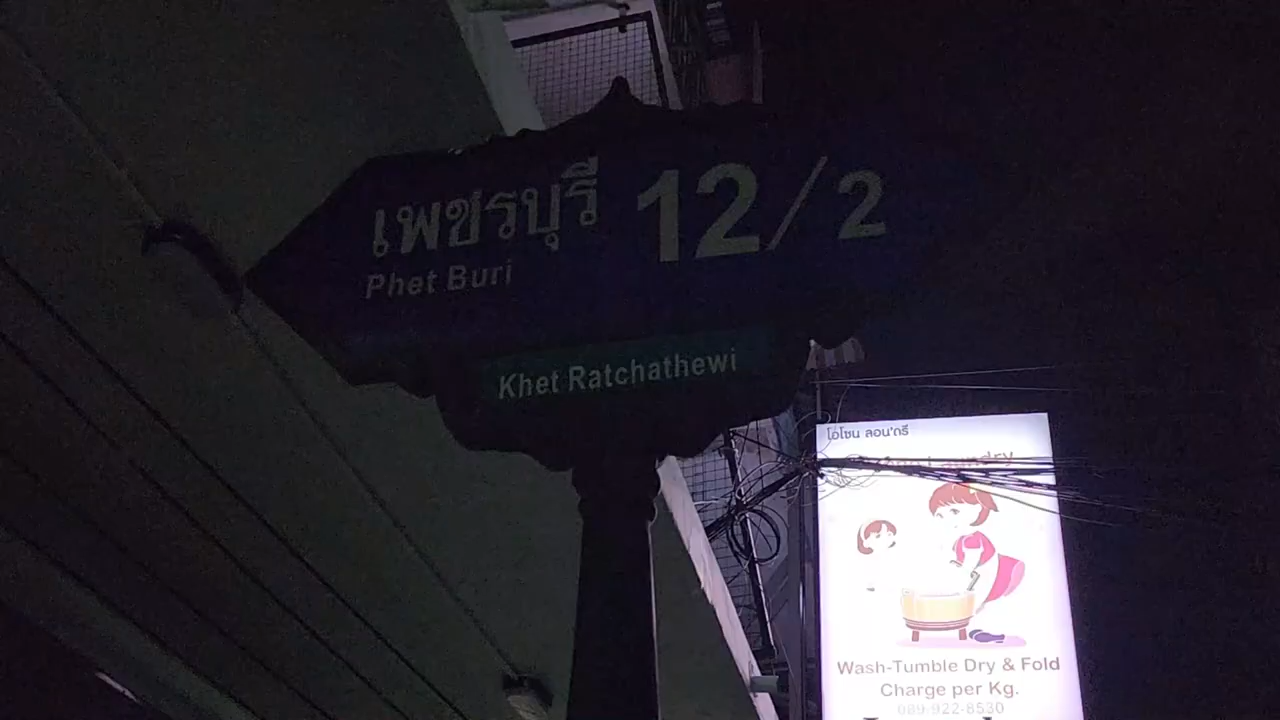 เพชรบุรี 12/2
Phet Buri
Khet Ratchathewi
โอโซน ลอน'ดรี
Wash-Tumble Dry & Fold
Charge per Kg.
089-922-8530